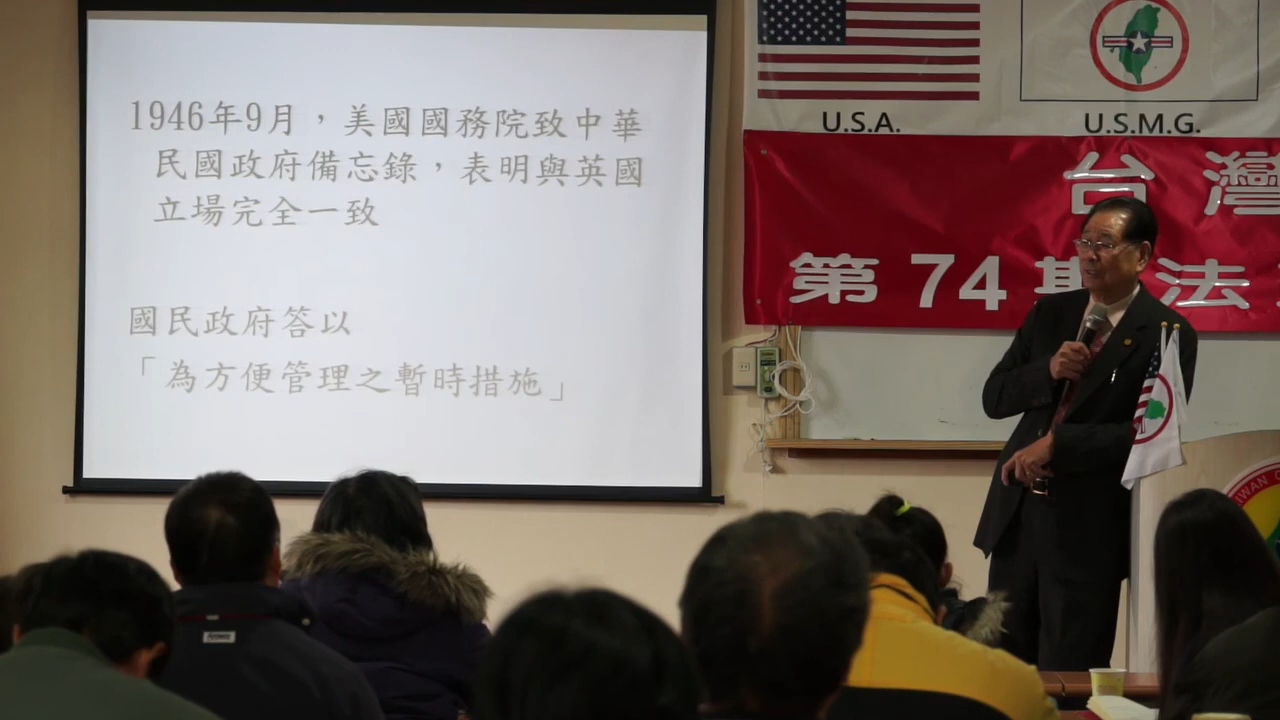 1946年9月，美國國務院致中華
民國政府備忘錄，表明與英國
立場完全一致
國民政府答以
「為方便管理之暫時措施」
U.S.A.
U.S.M.G.
台灣
第74期法